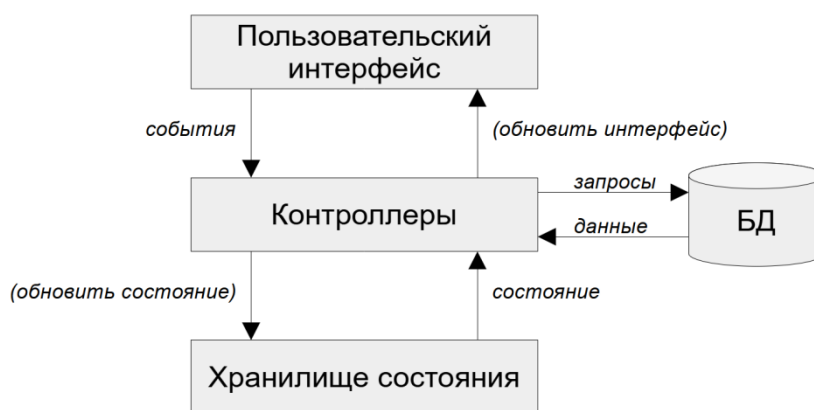 Пользовательский
интерфейс
события
(обновить интерфейс)
запросы
Контроллеры
БД
данные
(обновить состояние)
состояние
Хранилище состояния